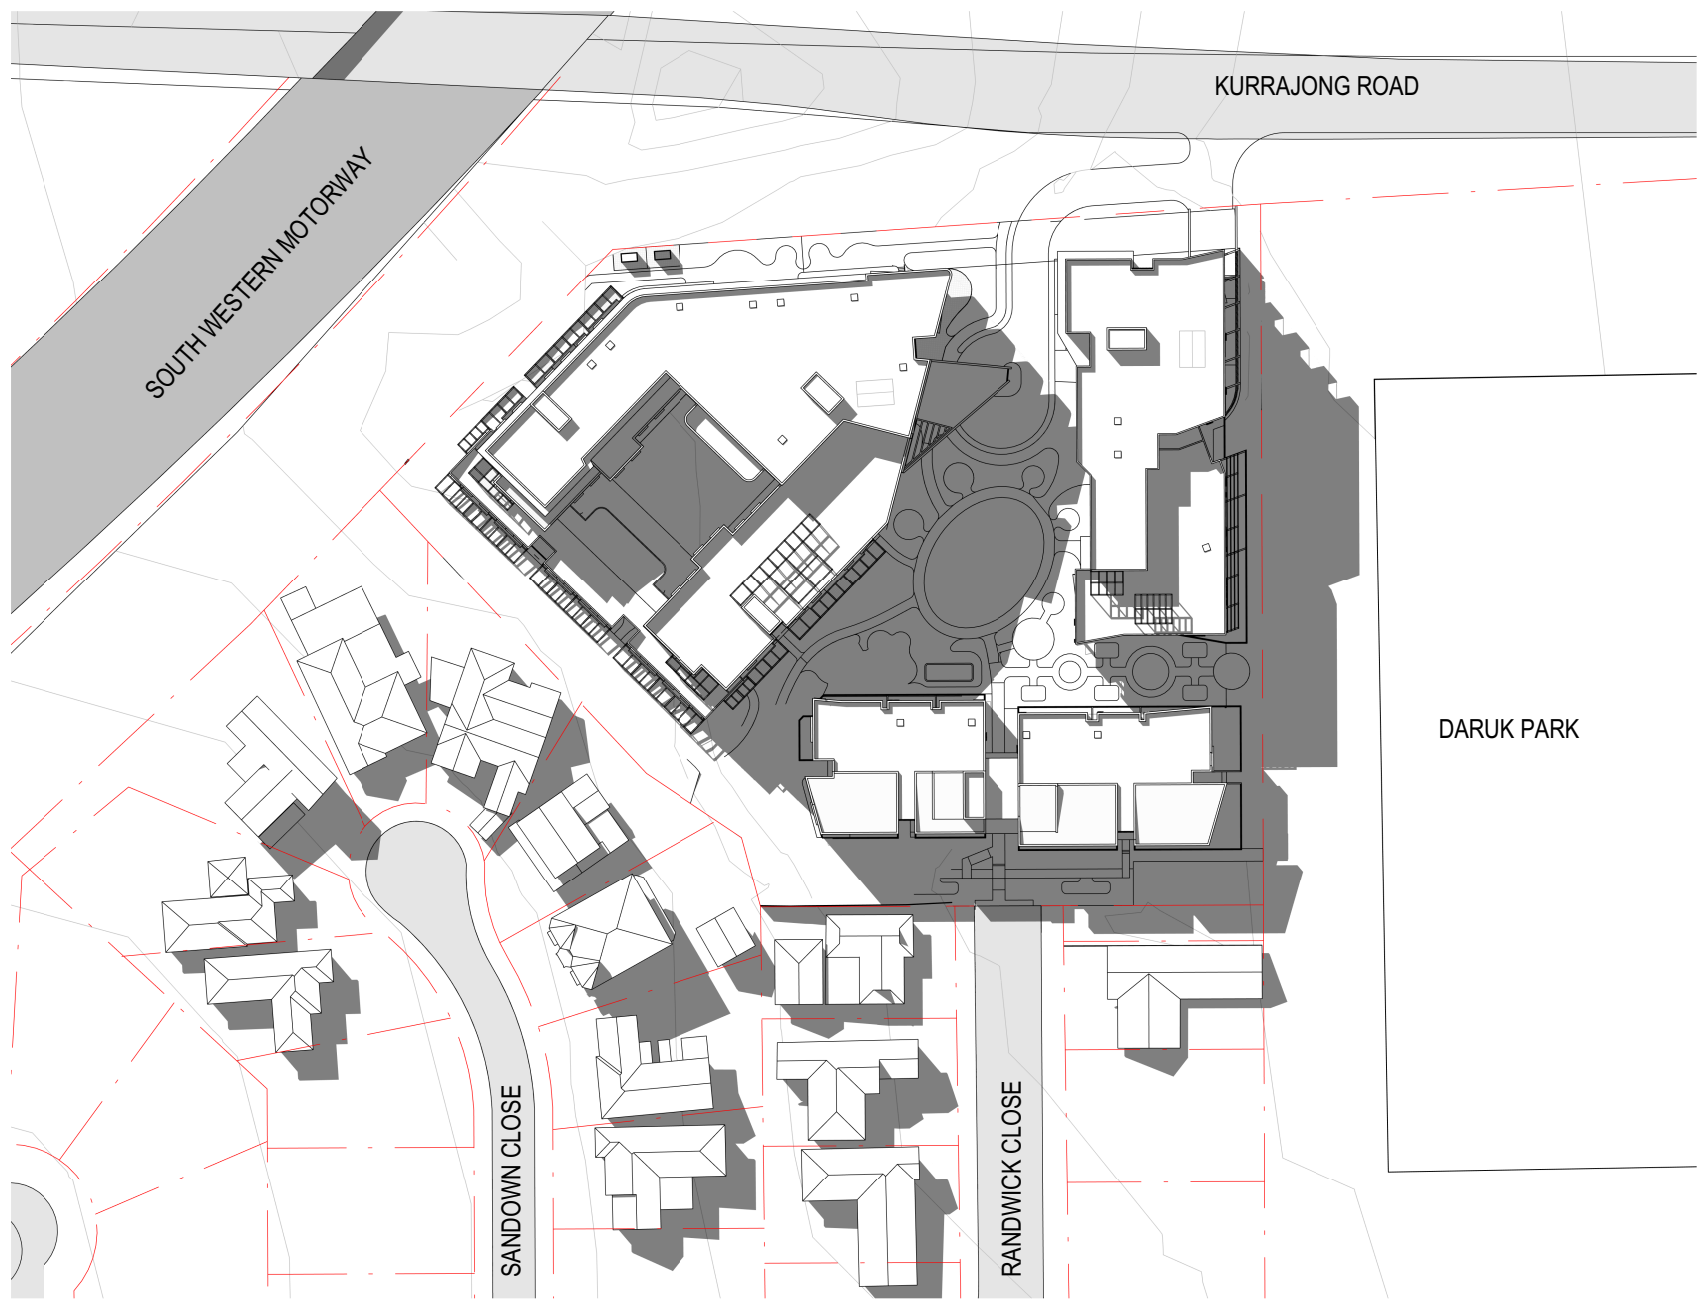 KURRAJONG ROAD
SOUTH WESTERN MOTORWAY
DARUK PARK
SANDOWN CLOSE
RANDWICK CLOSE